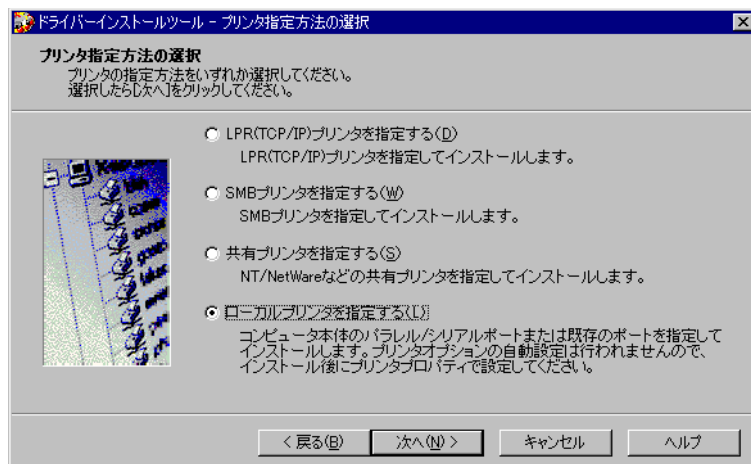 ドライバーインストールツール - プリンタ指定方法の選択
プリンタ指定方法の選択
プリンタの指定方法をいずれか選択してください。
選択したら[次へ]をクリックしてください。
LPR(TCP/IP)プリンタを指定する(D)
LPR(TCP/IP)プリンタを指定してインストールします。
SMBプリンタを指定する(W)
SMBプリンタを指定してインストールします。
共有プリンタを指定する(S)
NT/NetWareなどの共有プリンタを指定してインストールします。
ローカルプリンタを指定する(L)
コンピュータ本体のパラレル/シリアルポートまたは既存のポートを指定して
インストールします。プリンタオプションの自動設定は行われませんので、
インストール後にプリンタプロパティで設定してください。
< 戻る(B)
次へ(N) >
キャンセル
ヘルプ